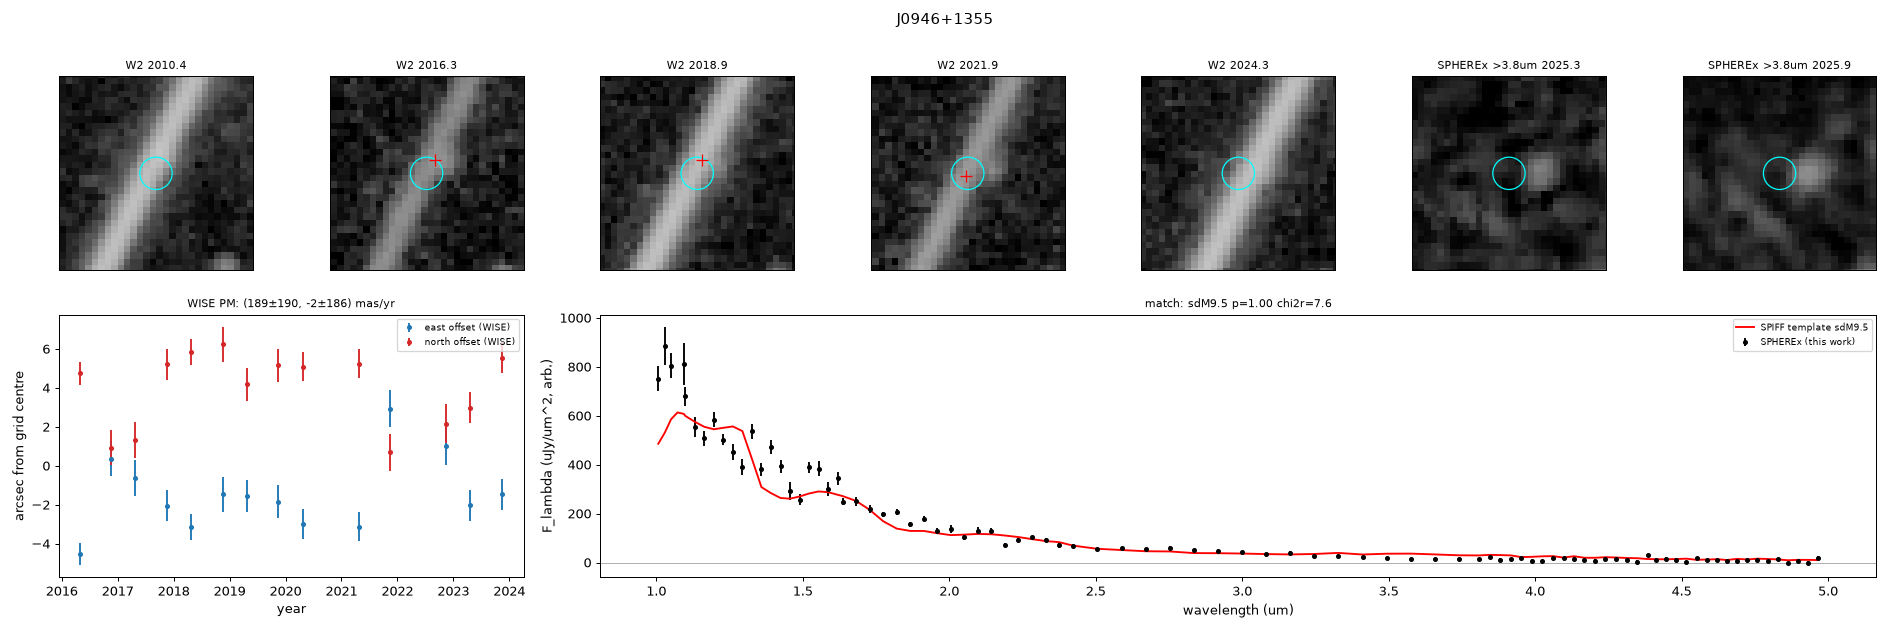 J0946+1355
W2 2010.4
W2 2016.3
W2 2018.9
W2 2021.9
W2 2024.3
SPHEREx >3.8um 2025.3
SPHEREx >3.8um 2025.9
WISE PM: (189±190, -2±186) mas/yr
east offset (WISE)
north offset (WISE)
arcsec from grid centre
6
4
2
0
−2
−4
2016 2017 2018 2019 2020 2021 2022 2023 2024
year
match: sdM9.5 p=1.00 chi2r=7.6
SPIFF template sdM9.5
SPHEREx (this work)
F_lambda (uJy/um^2, arb.)
1000
800
600
400
200
0
1.0 1.5 2.0 2.5 3.0 3.5 4.0 4.5 5.0
wavelength (um)